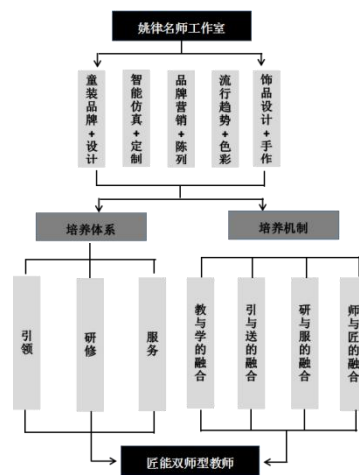 姚律名师工作室
童装品牌+设计
智能仿真+定制
品牌营销+陈列
流行趋势+色彩
饰品设计+手作
培养体系
培养机制
引领
研修
服务
教与学的融合
引与送的融合
研与服的融合
师与匠的融合
匠能双师型教师